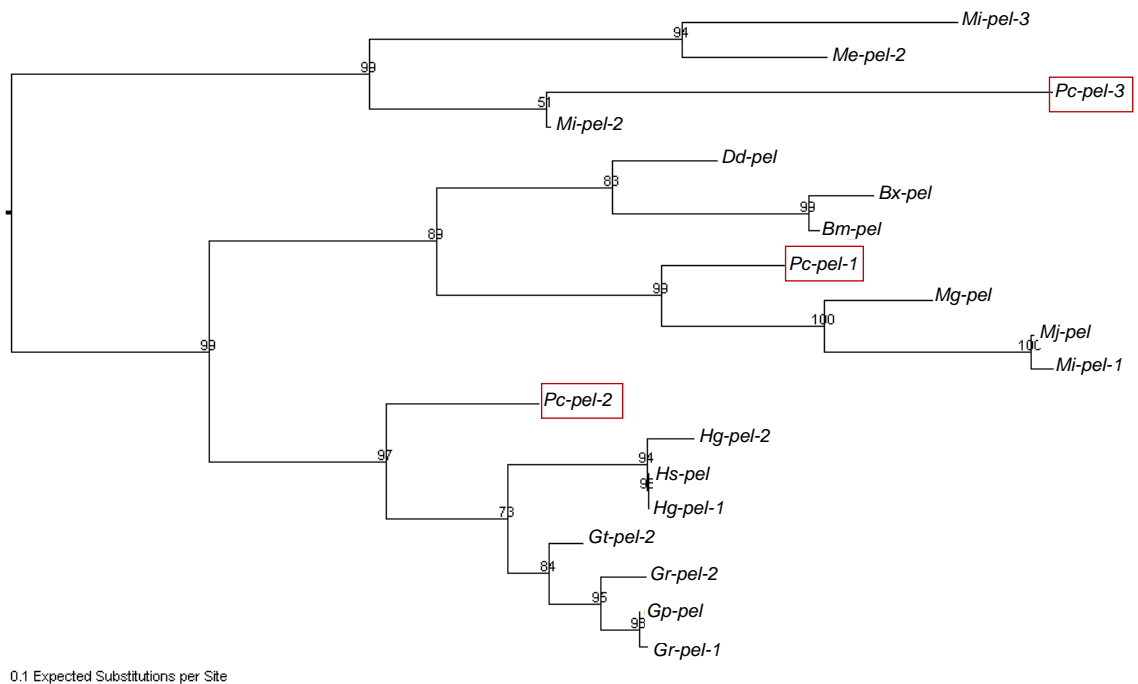 Mi-pel-3
94
Me-pel-2
99
Pc-pel-3
51
Mi-pel-2
Dd-pel
83
Bx-pel
99
Bm-pel
89
Pc-pel-1
99
Mg-pel
100
Mj-pel
100
Mi-pel-1
99
Pc-pel-2
Hg-pel-2
97
94
Hs-pel
Hg-pel-1
73
Gt-pel-2
84
Gr-pel-2
95
Gp-pel
98
Gr-pel-1
0.1 Expected Substitutions per Site